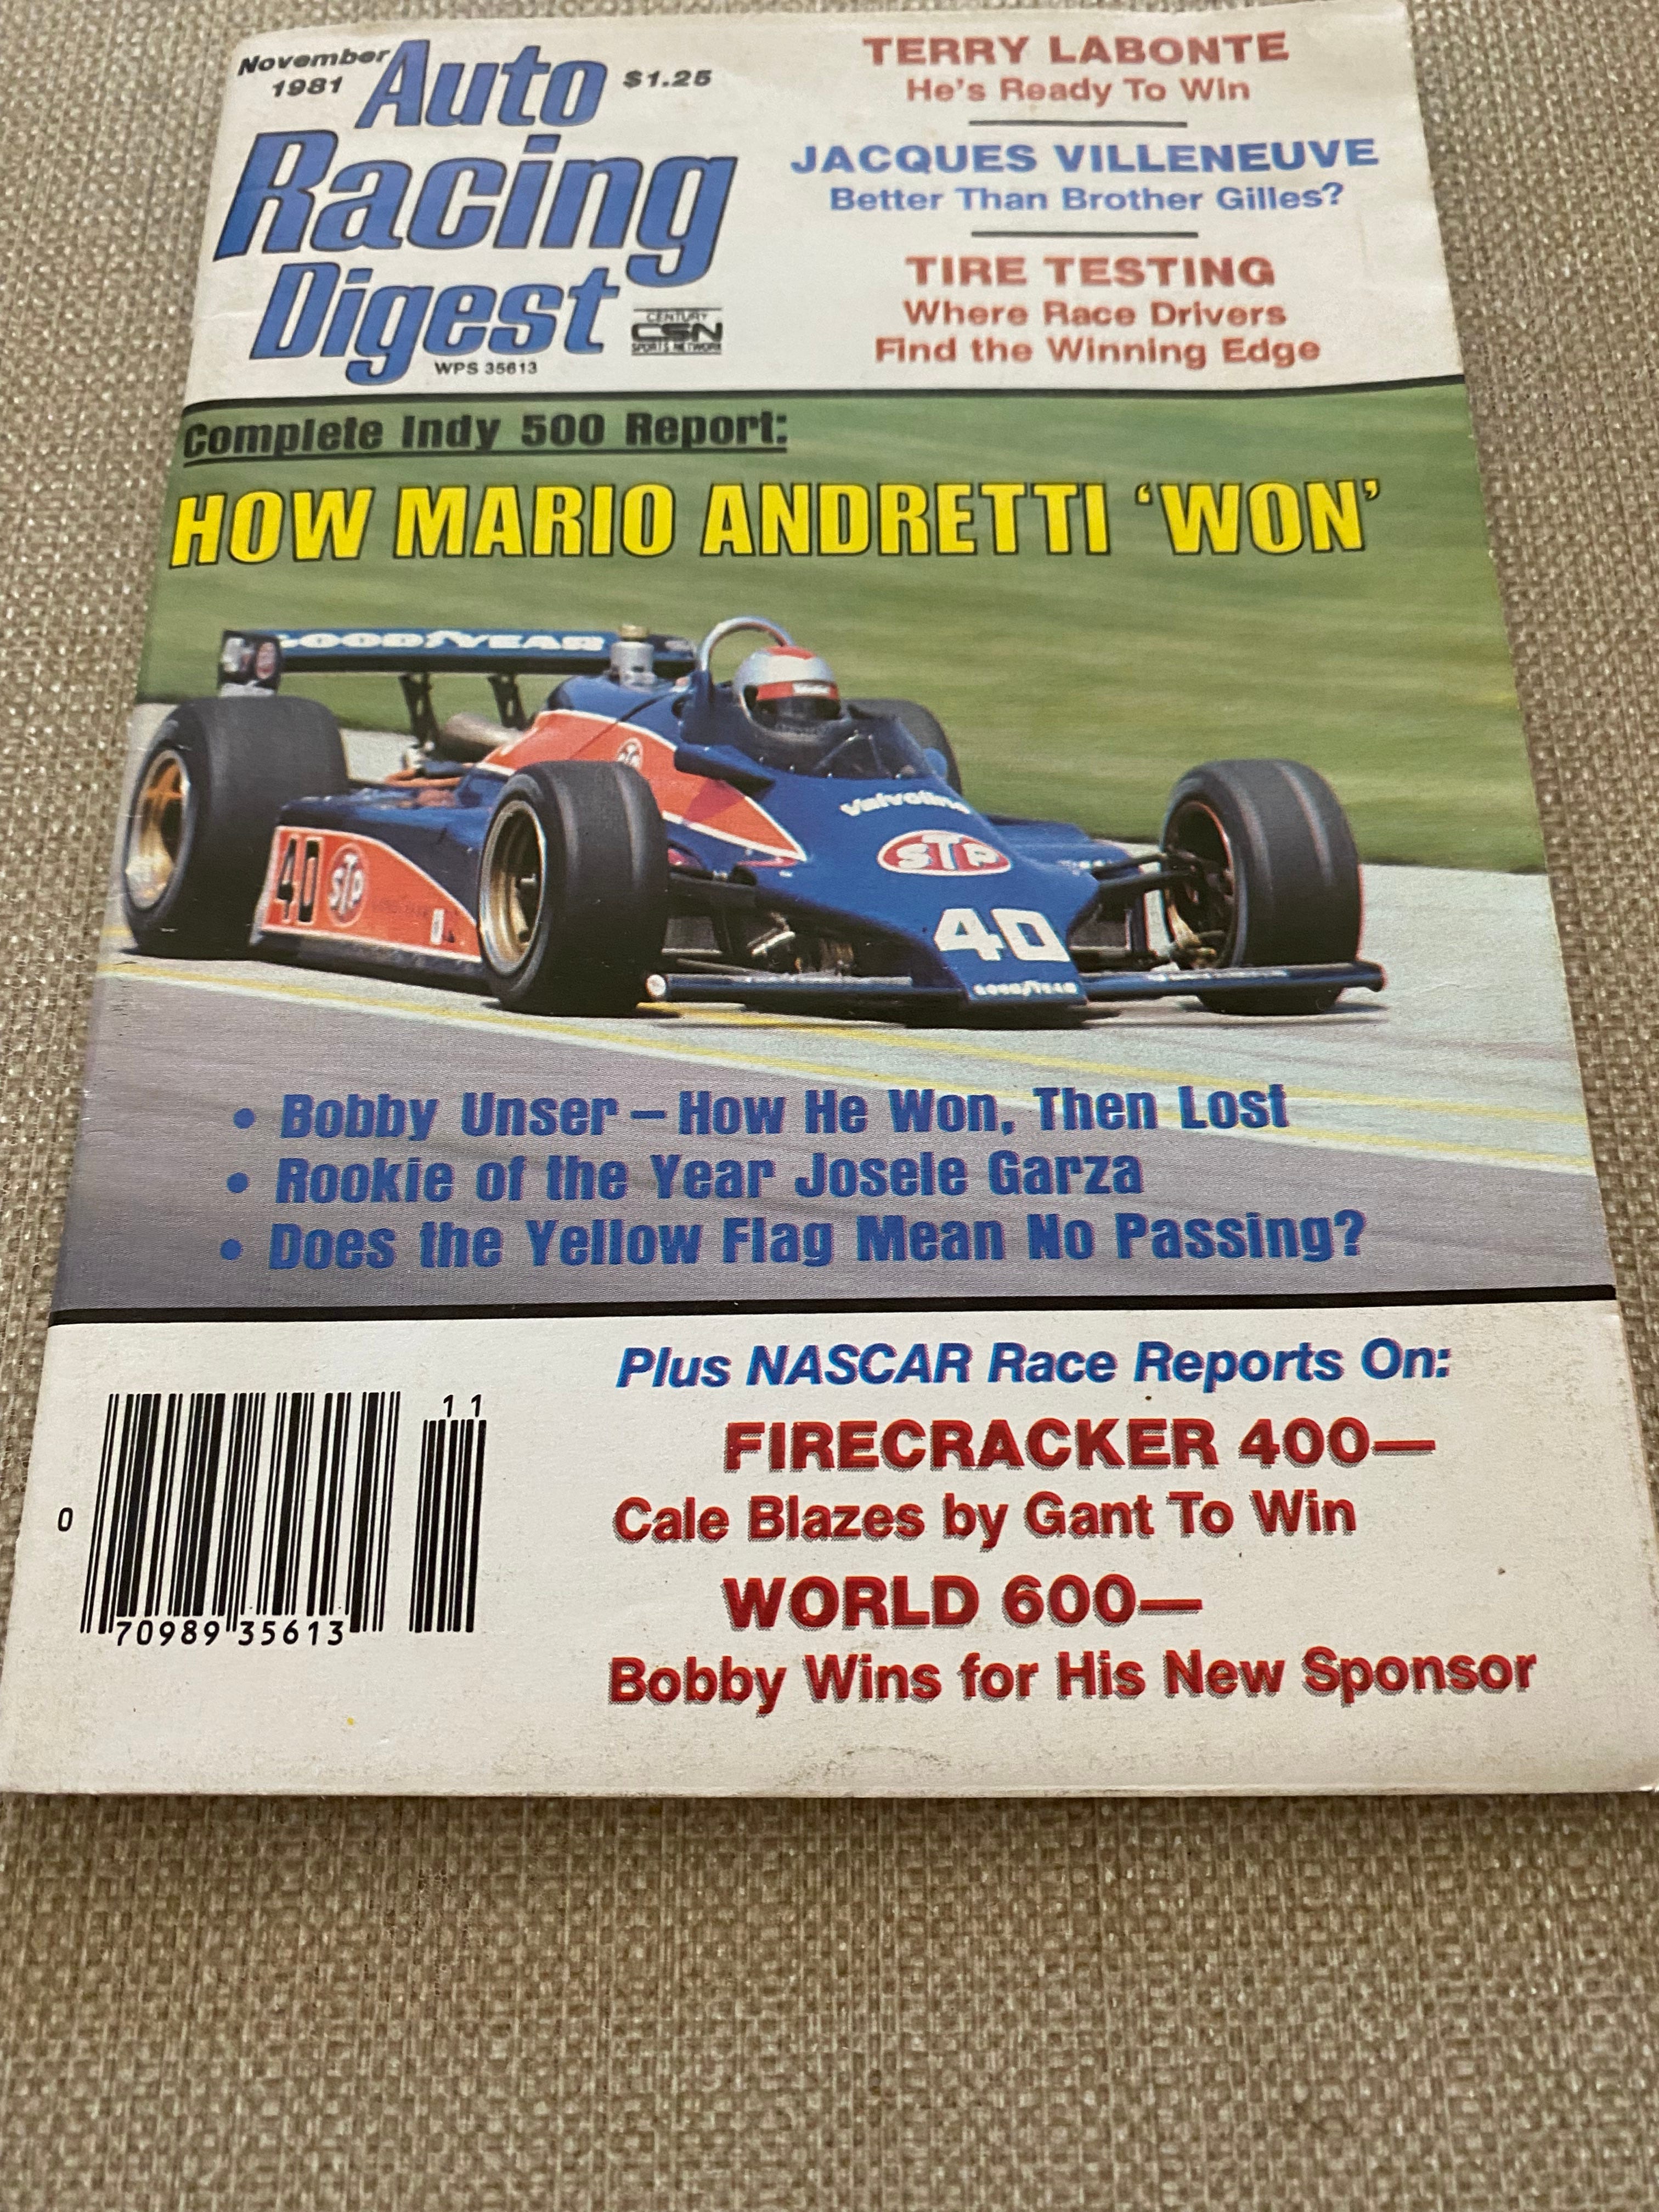 November
1981
$1.25
Auto
Racing
Digest
CENTURY
CSN
SPORTS NETWORK
WPS 35613
TERRY LABONTE
He's Ready To Win
JACQUES VILLENEUVE
Better Than Brother Gilles?
TIRE TESTING
Where Race Drivers
Find the Winning Edge
Complete Indy 500 Report:
HOW MARIO ANDRETTI ‘WON’
GOODYEAR
Valvoline
STP
40
GOODYEAR
40 STP
• Bobby Unser — How He Won, Then Lost
• Rookie of the Year Josele Garza
• Does the Yellow Flag Mean No Passing?
Plus NASCAR Race Reports On:
FIRECRACKER 400—
Cale Blazes by Gant To Win
WORLD 600—
Bobby Wins for His New Sponsor
11
0 70989 35613